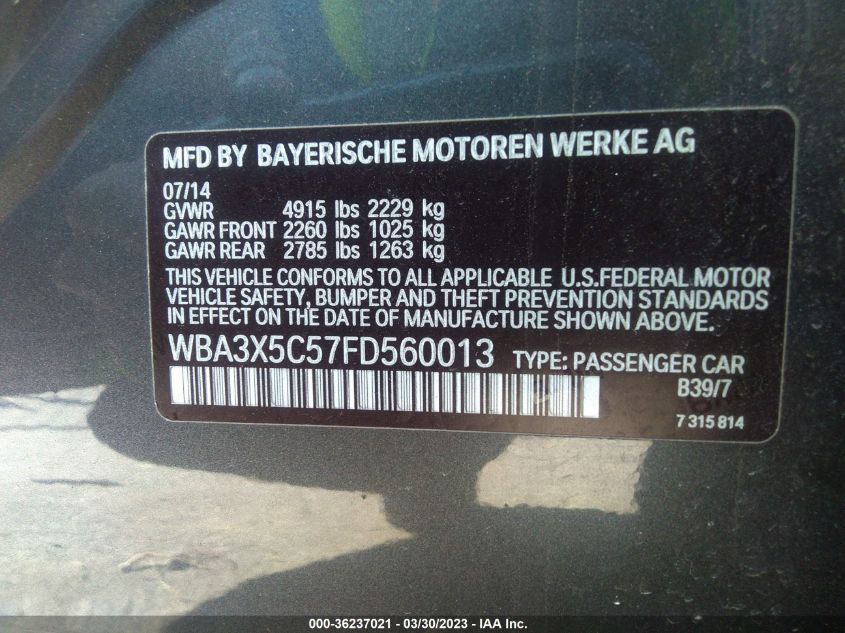 MFD BY BAYERISCHE MOTOREN WERKE AG
07/14
GVWR 4915 lbs 2229 kg
GAWR FRONT 2260 lbs 1025 kg
GAWR REAR 2785 lbs 1263 kg
THIS VEHICLE CONFORMS TO ALL APPLICABLE U.S.FEDERAL MOTOR
VEHICLE SAFETY, BUMPER AND THEFT PREVENTION STANDARDS
IN EFFECT ON THE DATE OF MANUFACTURE SHOWN ABOVE.
WBA3X5C57FD560013 TYPE: PASSENGER CAR
B39/7
7 315 814
000-36237021 - 03/30/2023 - IAA Inc.